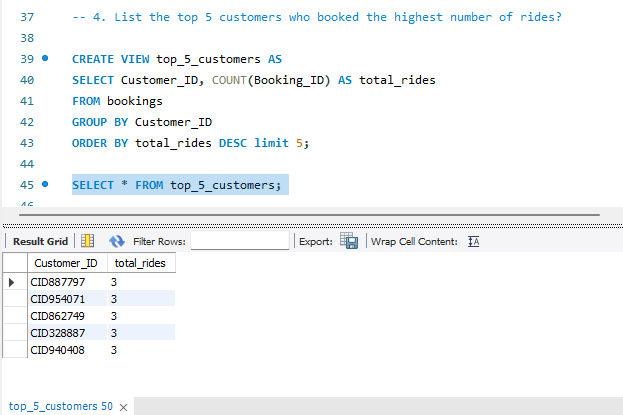 37 -- 4. List the top 5 customers who booked the highest number of rides?
38
39 CREATE VIEW top_5_customers AS
40 SELECT Customer_ID, COUNT(Booking_ID) AS total_rides
41 FROM bookings
42 GROUP BY Customer_ID
43 ORDER BY total_rides DESC limit 5;
44
45 SELECT * FROM top_5_customers;
Result Grid Filter Rows: Export: Wrap Cell Content: IA
Customer_ID total_rides
CID887797 3
CID954071 3
CID862749 3
CID328887 3
CID940408 3
top_5_customers 50 ×